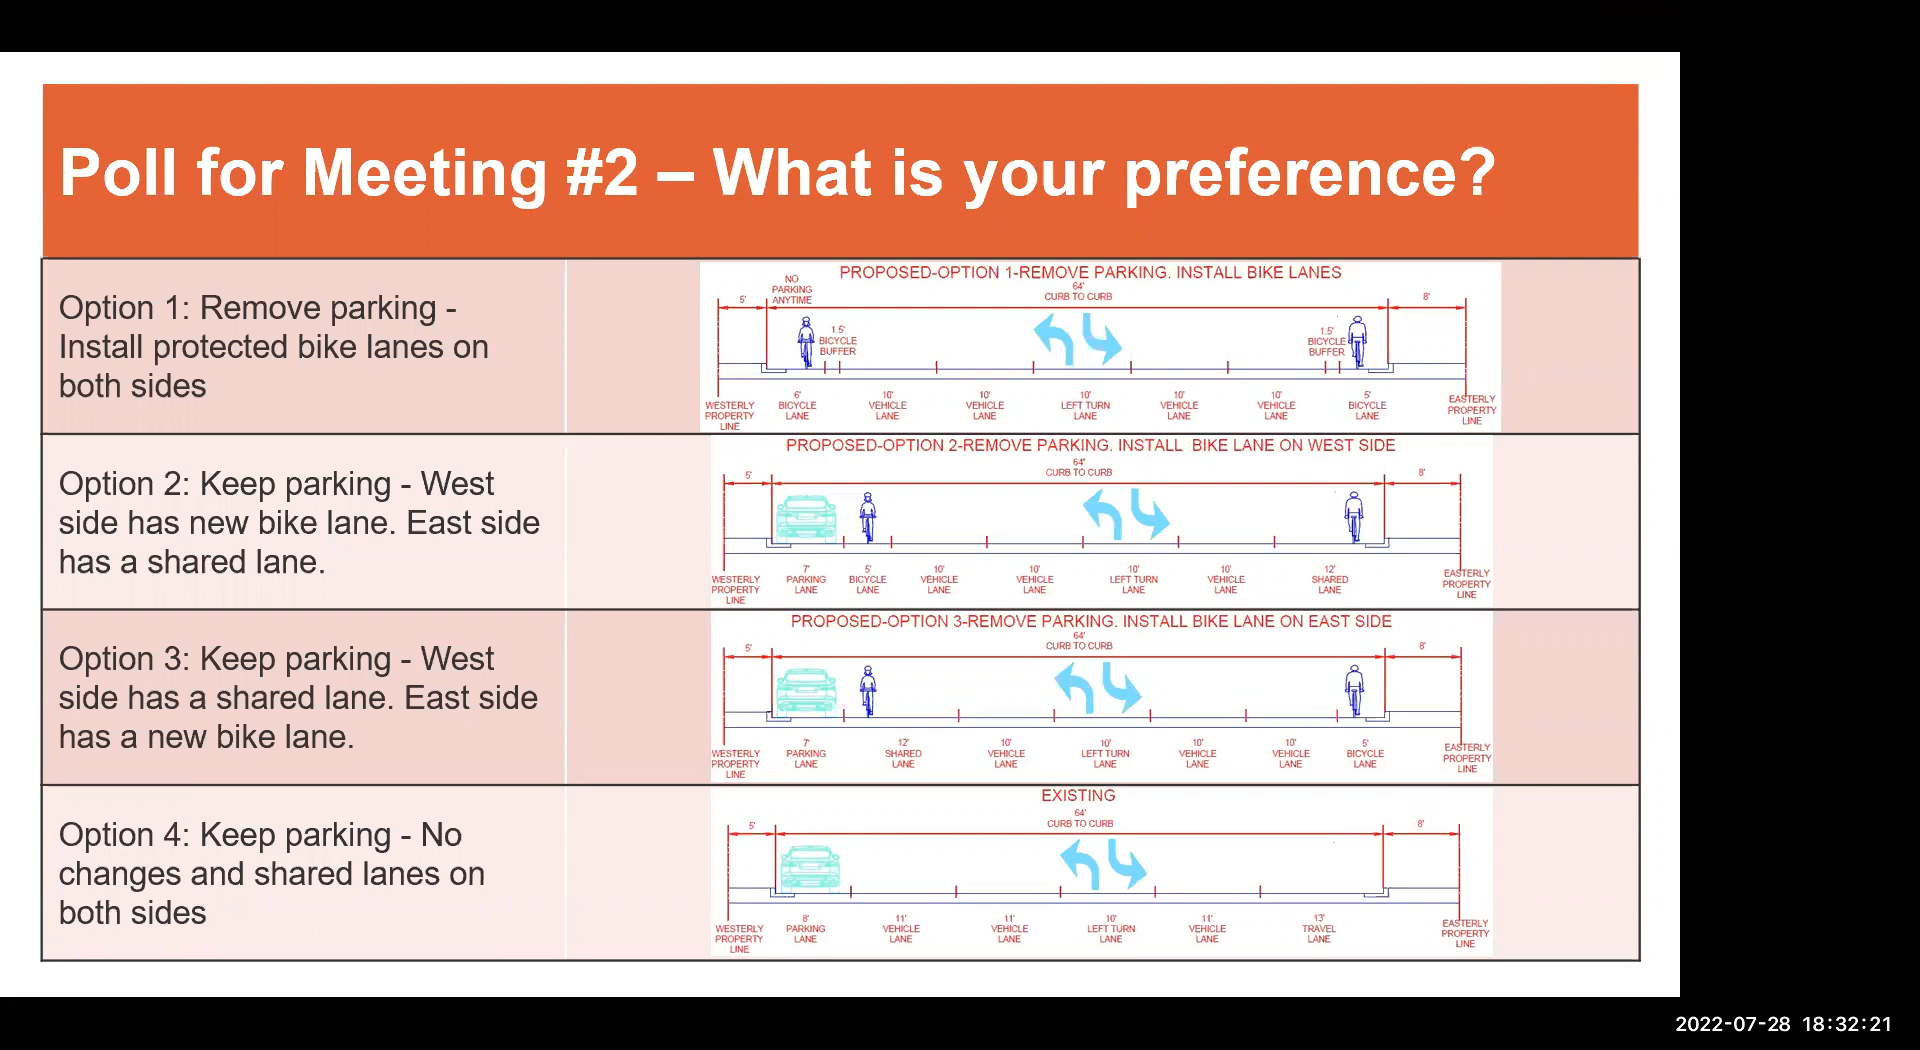 Poll for Meeting #2 – What is your preference?
Option 1: Remove parking -
Install protected bike lanes on
both sides
PROPOSED-OPTION 1-REMOVE PARKING. INSTALL BIKE LANES
NO
PARKING
ANYTIME
64'
CURB TO CURB
5'
8'
1.5'
BICYCLE
BUFFER
1.5'
BICYCLE
BUFFER
WESTERLY
PROPERTY
LINE
6'
BICYCLE
LANE
10'
VEHICLE
LANE
10'
VEHICLE
LANE
10'
LEFT TURN
LANE
10'
VEHICLE
LANE
10'
VEHICLE
LANE
5'
BICYCLE
LANE
EASTERLY
PROPERTY
LINE
Option 2: Keep parking - West
side has new bike lane. East side
has a shared lane.
PROPOSED-OPTION 2-REMOVE PARKING. INSTALL BIKE LANE ON WEST SIDE
64'
CURB TO CURB
5'
8'
WESTERLY
PROPERTY
LINE
7'
PARKING
LANE
5'
BICYCLE
LANE
10'
VEHICLE
LANE
10'
VEHICLE
LANE
10'
LEFT TURN
LANE
10'
VEHICLE
LANE
12'
SHARED
LANE
EASTERLY
PROPERTY
LINE
Option 3: Keep parking - West
side has a shared lane. East side
has a new bike lane.
PROPOSED-OPTION 3-REMOVE PARKING. INSTALL BIKE LANE ON EAST SIDE
64'
CURB TO CURB
5'
8'
WESTERLY
PROPERTY
LINE
7'
PARKING
LANE
12'
SHARED
LANE
10'
VEHICLE
LANE
10'
LEFT TURN
LANE
10'
VEHICLE
LANE
10'
VEHICLE
LANE
5'
BICYCLE
LANE
EASTERLY
PROPERTY
LINE
Option 4: Keep parking - No
changes and shared lanes on
both sides
EXISTING
64'
CURB TO CURB
5'
8'
WESTERLY
PROPERTY
LINE
8'
PARKING
LANE
11'
VEHICLE
LANE
11'
VEHICLE
LANE
10'
LEFT TURN
LANE
11'
VEHICLE
LANE
13'
TRAVEL
LANE
EASTERLY
PROPERTY
LINE
2022-07-28 18:32:21